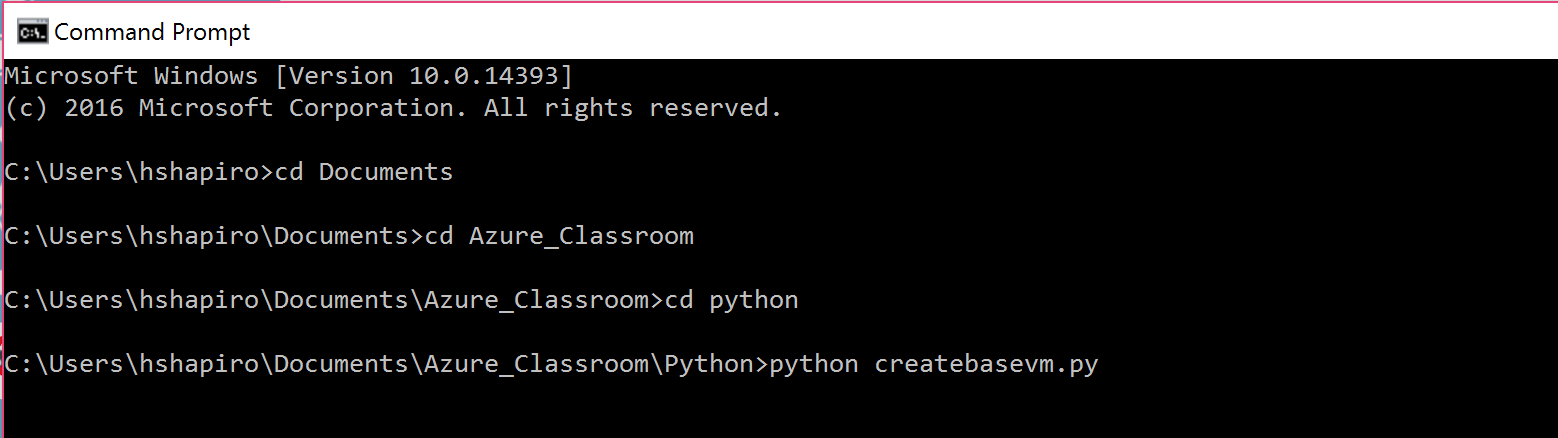 Command Prompt
Microsoft Windows [Version 10.0.14393]
(c) 2016 Microsoft Corporation. All rights reserved.
C:\Users\hshapiro>cd Documents
C:\Users\hshapiro\Documents>cd Azure_Classroom
C:\Users\hshapiro\Documents\Azure_Classroom>cd python
C:\Users\hshapiro\Documents\Azure_Classroom\Python>python createbasevm.py